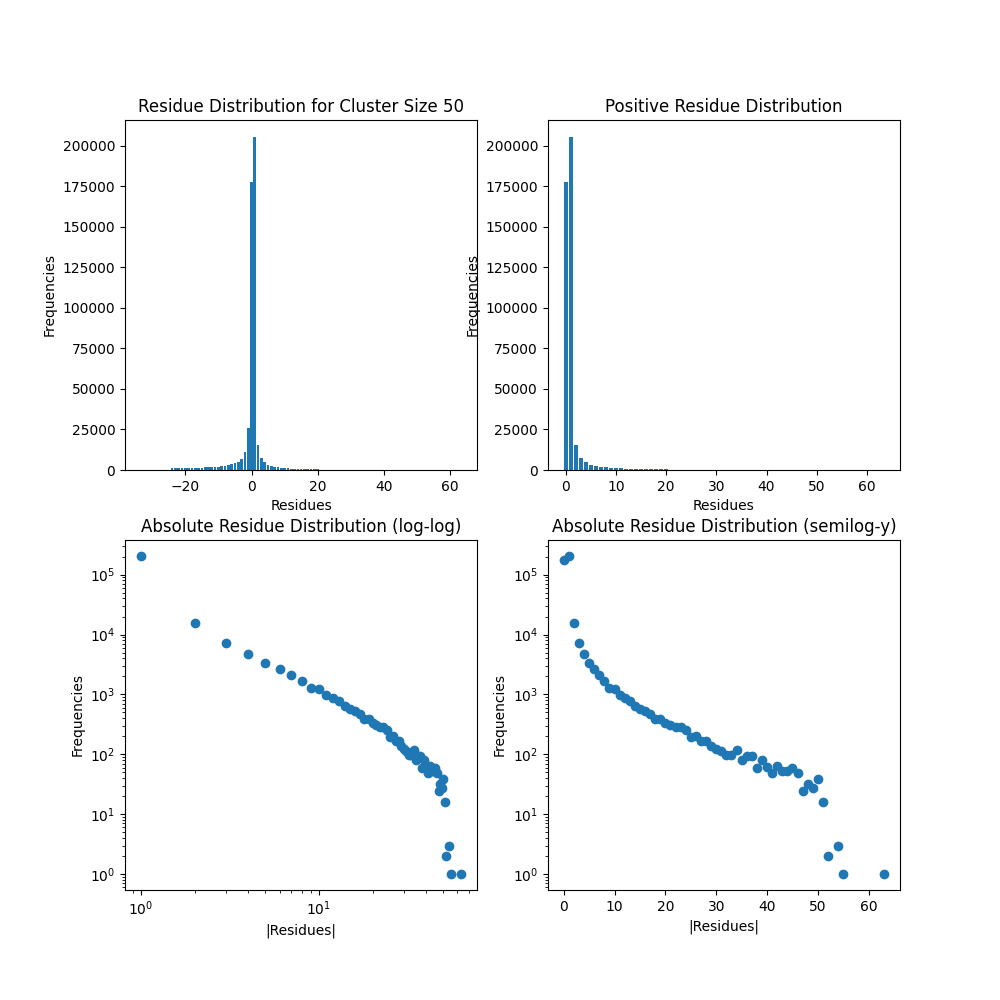 Residue Distribution for Cluster Size 50
Frequencies
200000
175000
150000
125000
100000
75000
50000
25000
0
−20 0 20 40 60
Residues
Positive Residue Distribution
Frequencies
200000
175000
150000
125000
100000
75000
50000
25000
0
0 10 20 30 40 50 60
Residues
Absolute Residue Distribution (log-log)
Frequencies
10⁵
10⁴
10³
10²
10¹
10⁰
10⁰ 10¹
|Residues|
Absolute Residue Distribution (semilog-y)
Frequencies
10⁵
10⁴
10³
10²
10¹
10⁰
0 10 20 30 40 50 60
|Residues|